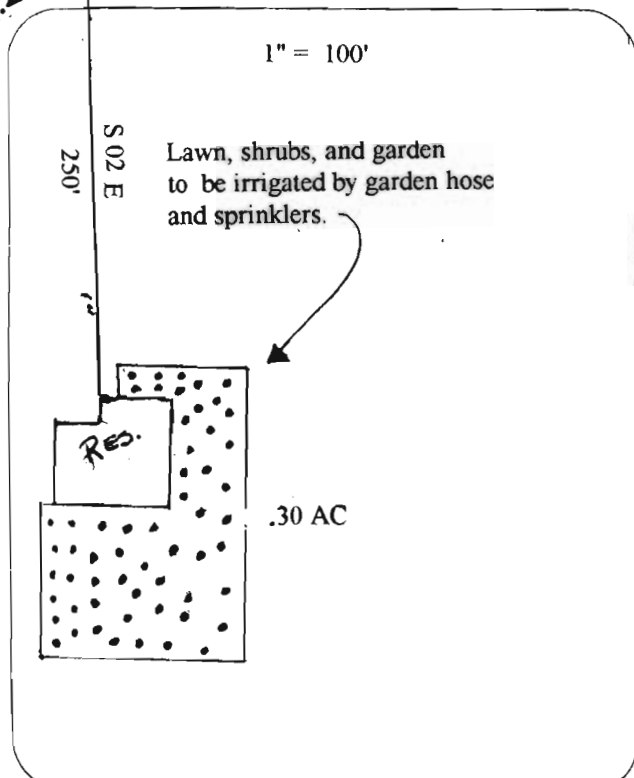 1" = 100'
S 02 E
250'
Lawn, shrubs, and garden
to be irrigated by garden hose
and sprinklers.
1"
RES.
.30 AC